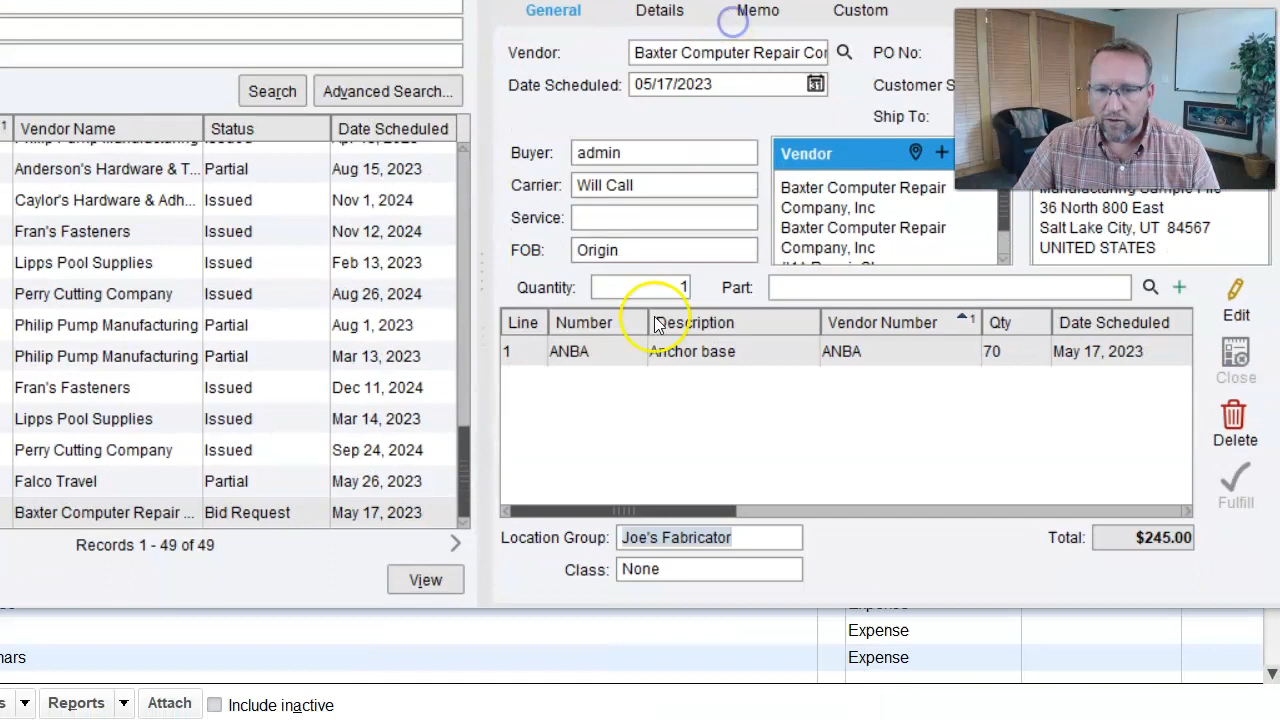 General Details Memo Custom
Vendor: Baxter Computer Repair Cor PO No:
Date Scheduled: 05/17/2023 31 Customer S
Ship To:
Search Advanced Search...
1 Vendor Name Status Date Scheduled
Anderson's Hardware & T... Partial Aug 15, 2023
Caylor's Hardware & Adh... Issued Nov 1, 2024
Fran's Fasteners Issued Nov 12, 2024
Lipps Pool Supplies Issued Feb 13, 2023
Perry Cutting Company Issued Aug 26, 2024
Philip Pump Manufacturing Partial Aug 1, 2023
Philip Pump Manufacturing Partial Mar 13, 2023
Fran's Fasteners Issued Dec 11, 2024
Lipps Pool Supplies Issued Mar 14, 2023
Perry Cutting Company Issued Sep 24, 2024
Falco Travel Partial May 26, 2023
Baxter Computer Repair ... Bid Request May 17, 2023
Records 1 - 49 of 49
View
Buyer: admin
Carrier: Will Call
Service:
FOB: Origin
Vendor
Baxter Computer Repair
Company, Inc
Baxter Computer Repair
Company, Inc
36 North 800 East
Salt Lake City, UT 84567
UNITED STATES
Quantity: 1 Part:
Line Number Description Vendor Number 1 Qty Date Scheduled
1 ANBA Anchor base ANBA 70 May 17, 2023
Edit
Close
Delete
Fulfill
Location Group: Joe's Fabricator Total: $245.00
Class: None
Expense
nars Expense
s Reports Attach Include inactive